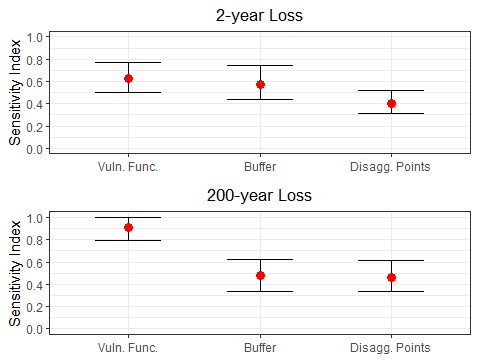 2-year Loss
Sensitivity Index
1.0
0.8
0.6
0.4
0.2
0.0
Vuln. Func.
Buffer
Disagg. Points
200-year Loss
Sensitivity Index
1.0
0.8
0.6
0.4
0.2
0.0
Vuln. Func.
Buffer
Disagg. Points